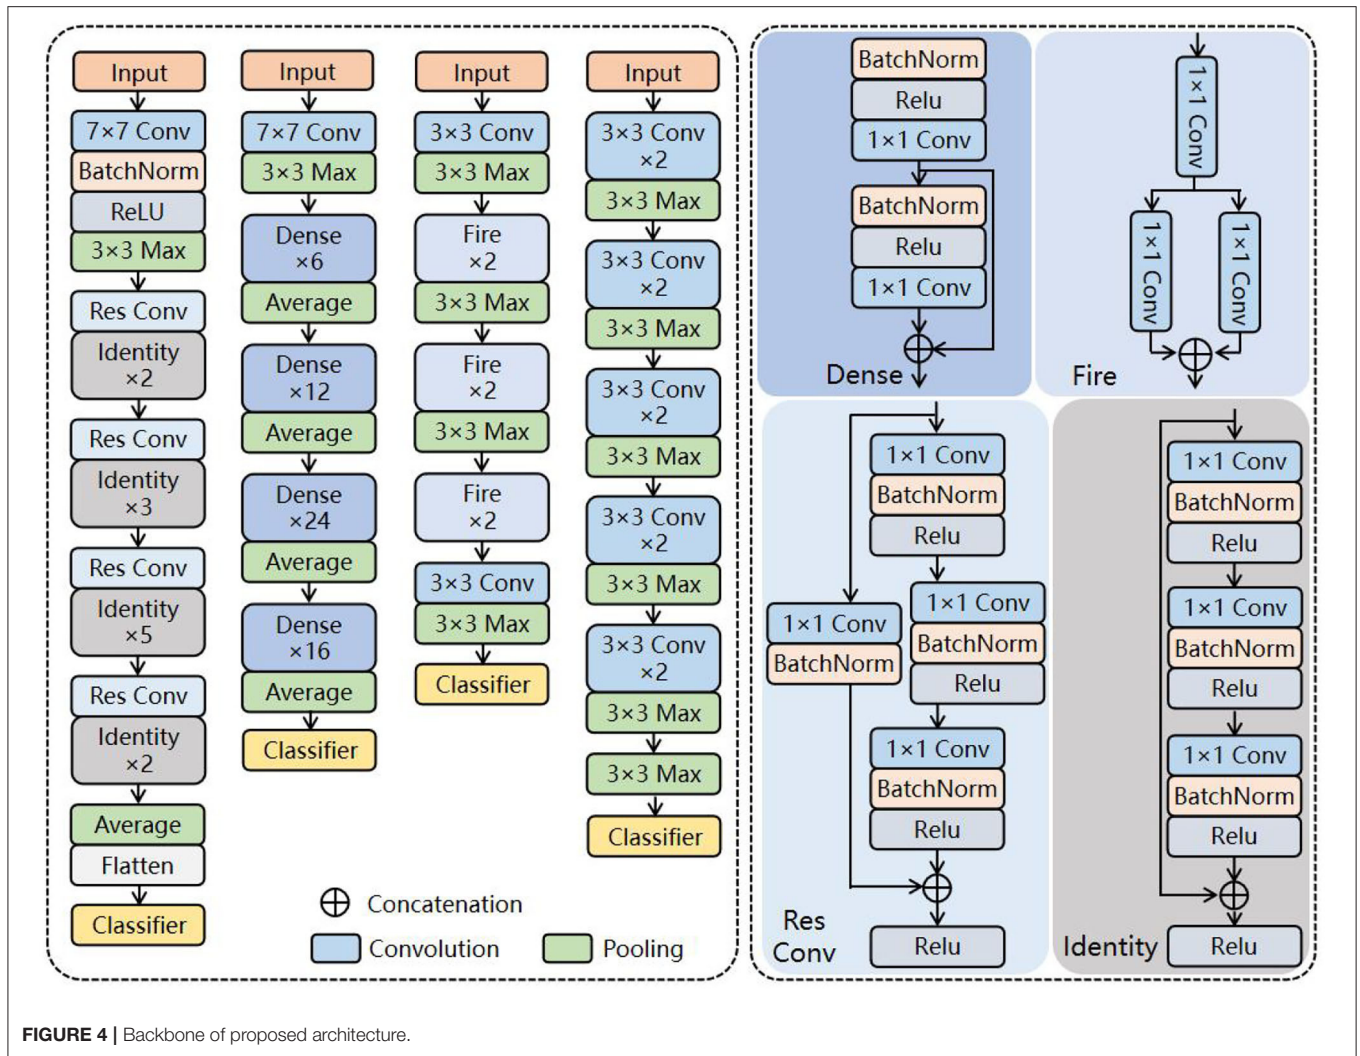 Input
7×7 Conv
BatchNorm
ReLU
3×3 Max
Res Conv
Identity
×2
Res Conv
Identity
×3
Res Conv
Identity
×5
Res Conv
Identity
×2
Average
Flatten
Classifier
Input
7×7 Conv
3×3 Max
Dense
×6
Average
Dense
×12
Average
Dense
×24
Average
Dense
×16
Average
Classifier
Input
3×3 Conv
3×3 Max
Fire
×2
3×3 Max
Fire
×2
3×3 Max
Fire
×2
3×3 Conv
3×3 Max
Classifier
Input
3×3 Conv
×2
3×3 Max
3×3 Conv
×2
3×3 Max
3×3 Conv
×2
3×3 Max
3×3 Conv
×2
3×3 Max
3×3 Conv
×2
3×3 Max
3×3 Max
Classifier
Concatenation
Convolution
Pooling
BatchNorm
Relu
1×1 Conv
BatchNorm
Relu
1×1 Conv
Dense
1×1 Conv
1×1 Conv
1×1 Conv
Fire
1×1 Conv
BatchNorm
Relu
1×1 Conv
BatchNorm
1×1 Conv
BatchNorm
Relu
1×1 Conv
BatchNorm
Relu
Res
Conv
Relu
1×1 Conv
BatchNorm
Relu
1×1 Conv
BatchNorm
Relu
1×1 Conv
BatchNorm
Relu
Identity
Relu
FIGURE 4 | Backbone of proposed architecture.